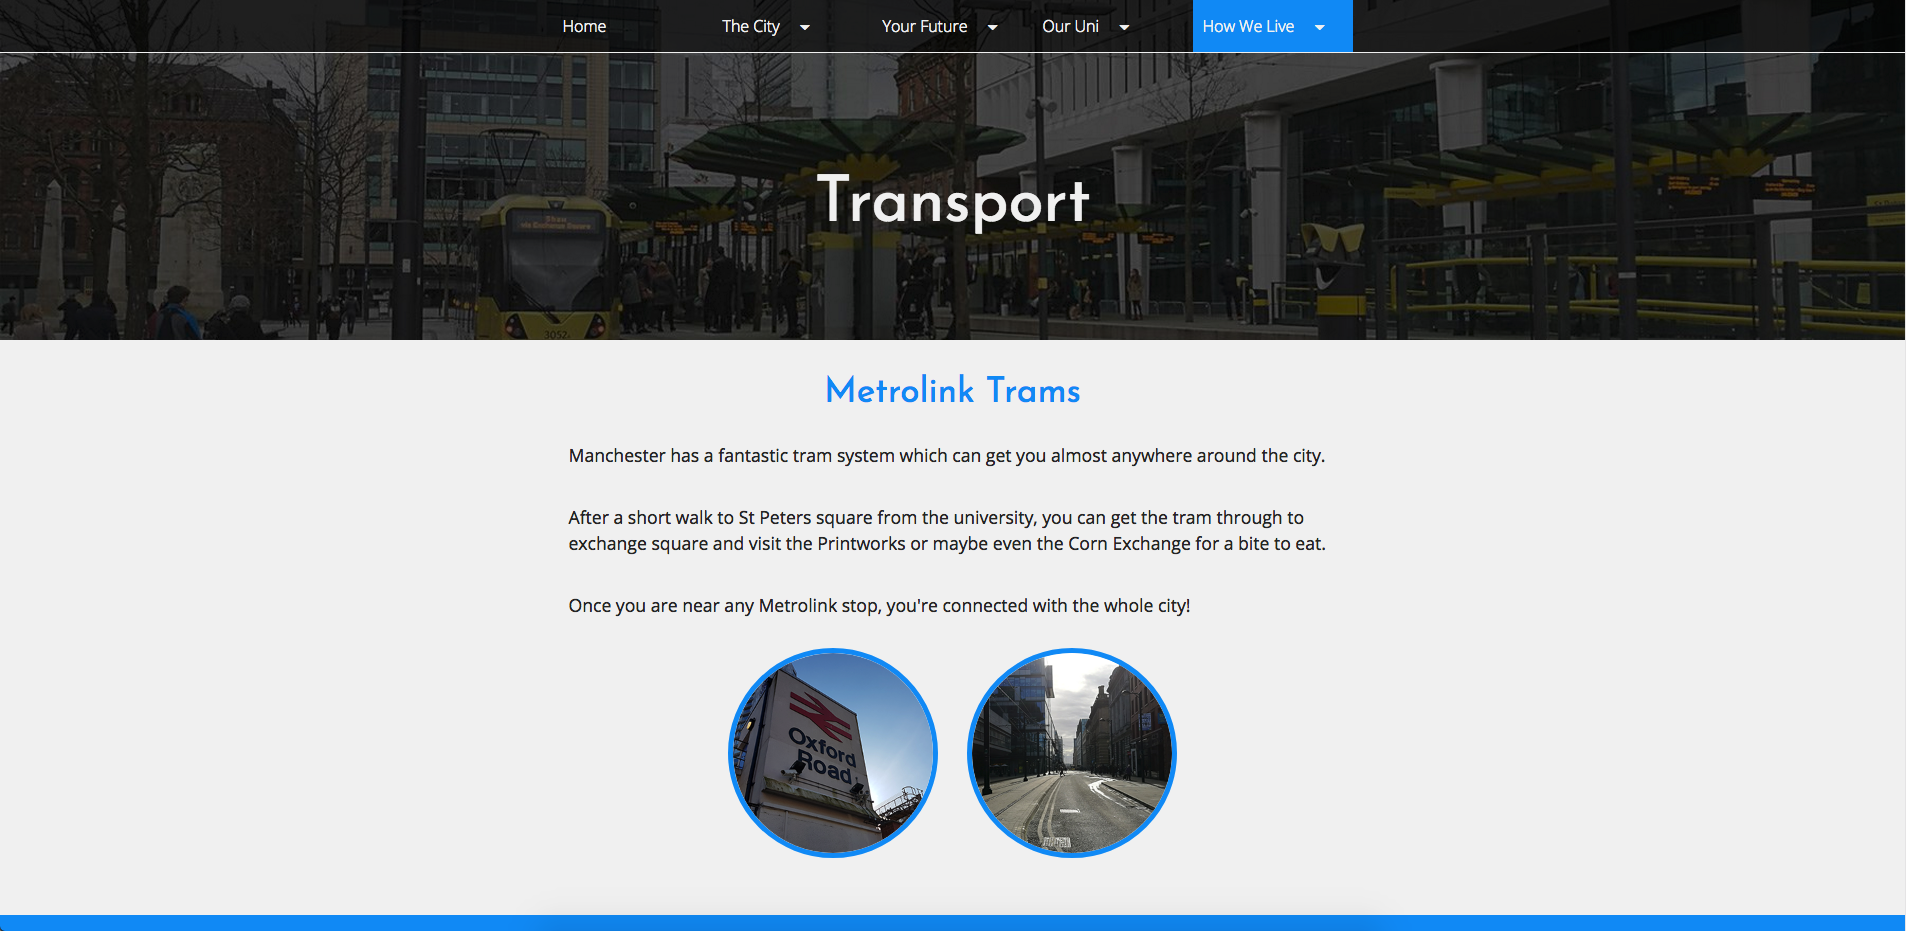 Home The City Your Future Our Uni How We Live
Transport
3052
Metrolink Trams
Manchester has a fantastic tram system which can get you almost anywhere around the city.
After a short walk to St Peters square from the university, you can get the tram through to
exchange square and visit the Printworks or maybe even the Corn Exchange for a bite to eat.
Once you are near any Metrolink stop, you're connected with the whole city!
Oxford
Road